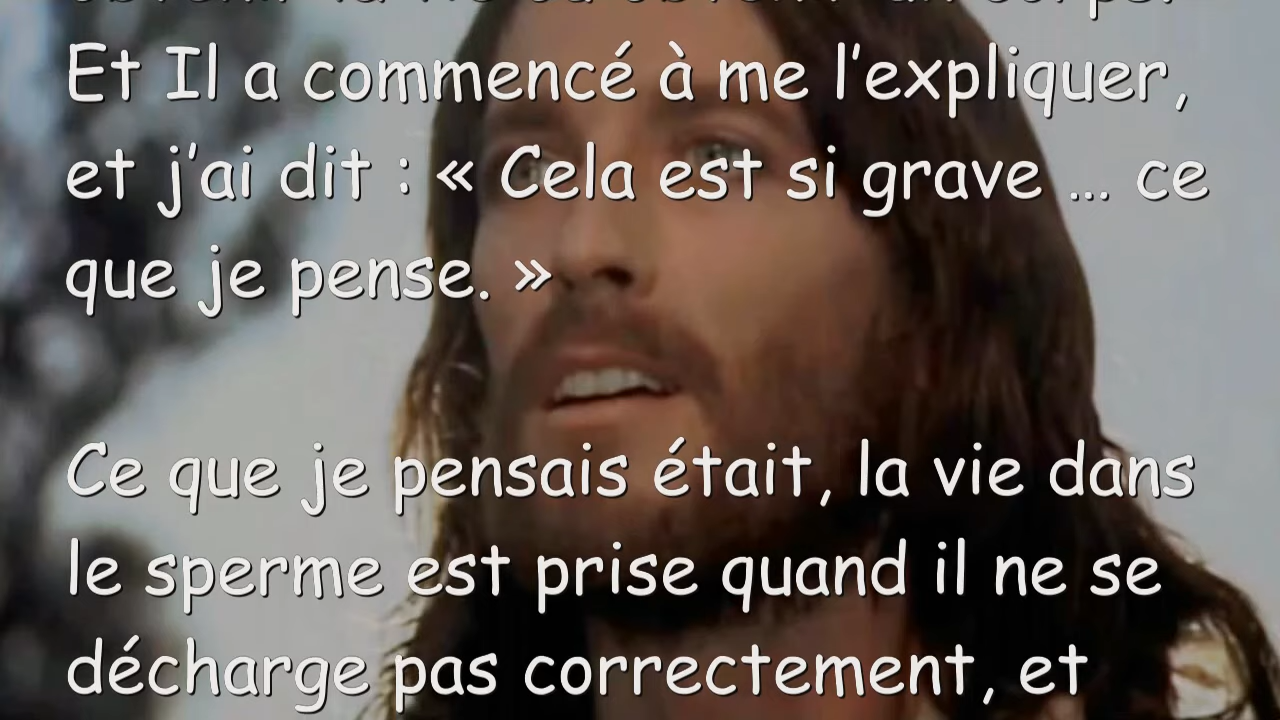 Et Il a commencé à me l'expliquer,
et j'ai dit : « Cela est si grave ... ce
que je pense. »
Ce que je pensais était, la vie dans
le sperme est prise quand il ne se
décharge pas correctement, et